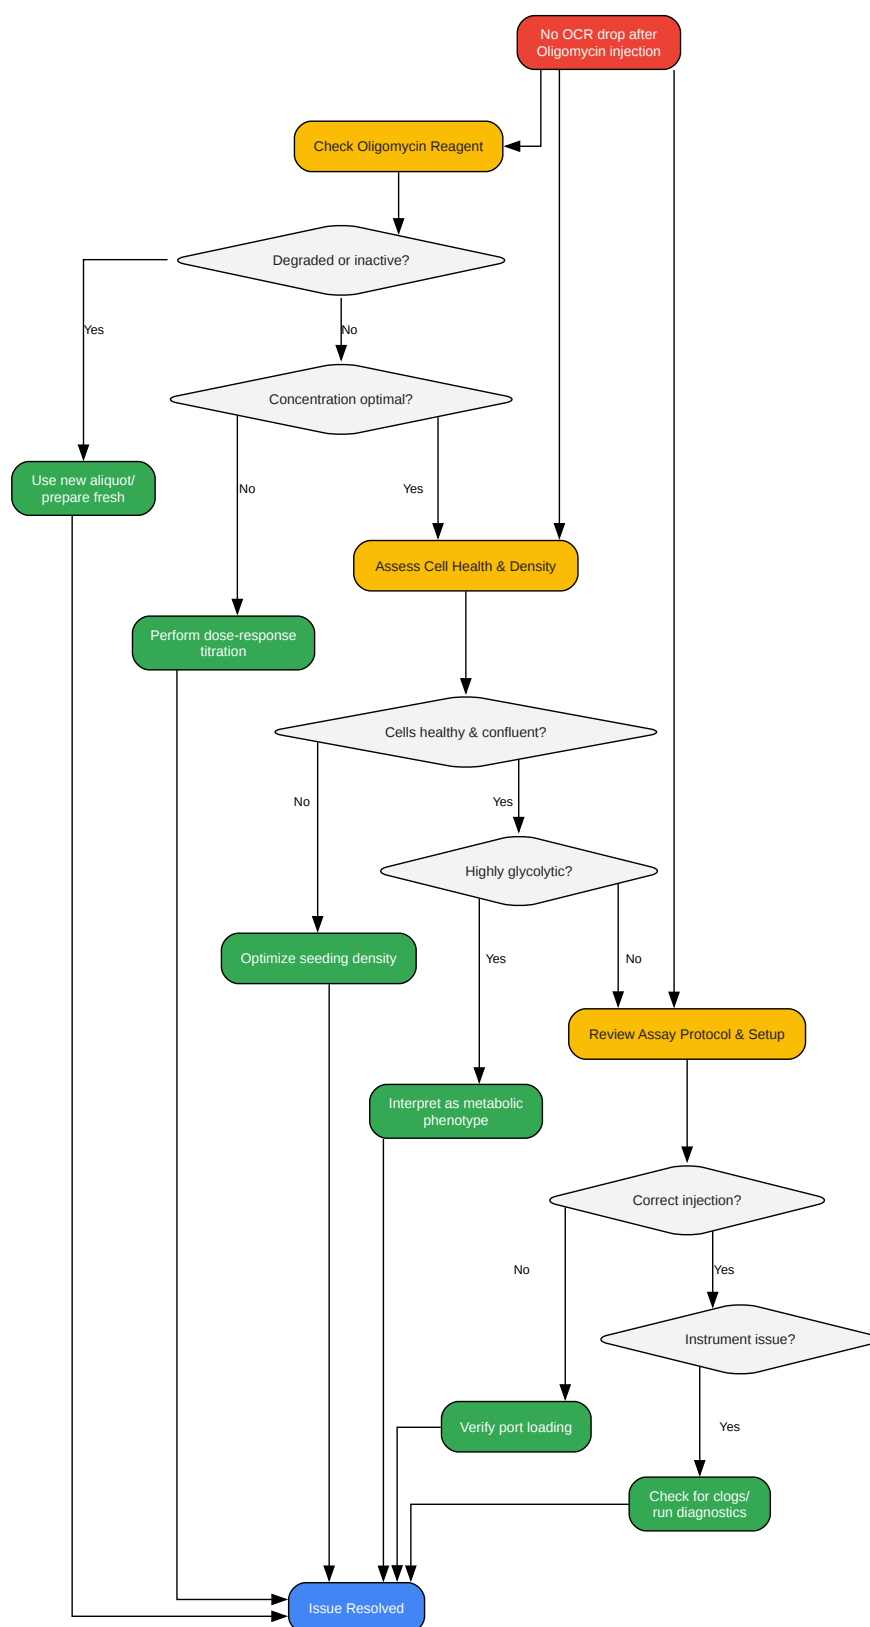 No OCR drop after
Oligomycin injection
Check Oligomycin Reagent
Degraded or inactive?
Yes
No
Concentration optimal?
Use new aliquot/
prepare fresh
No
Yes
Assess Cell Health & Density
Perform dose-response
titration
Cells healthy & confluent?
No
Yes
Highly glycolytic?
Optimize seeding density
Yes
No
Review Assay Protocol & Setup
Interpret as metabolic
phenotype
Correct injection?
No
Yes
Instrument issue?
Verify port loading
Yes
Check for clogs/
run diagnostics
Issue Resolved